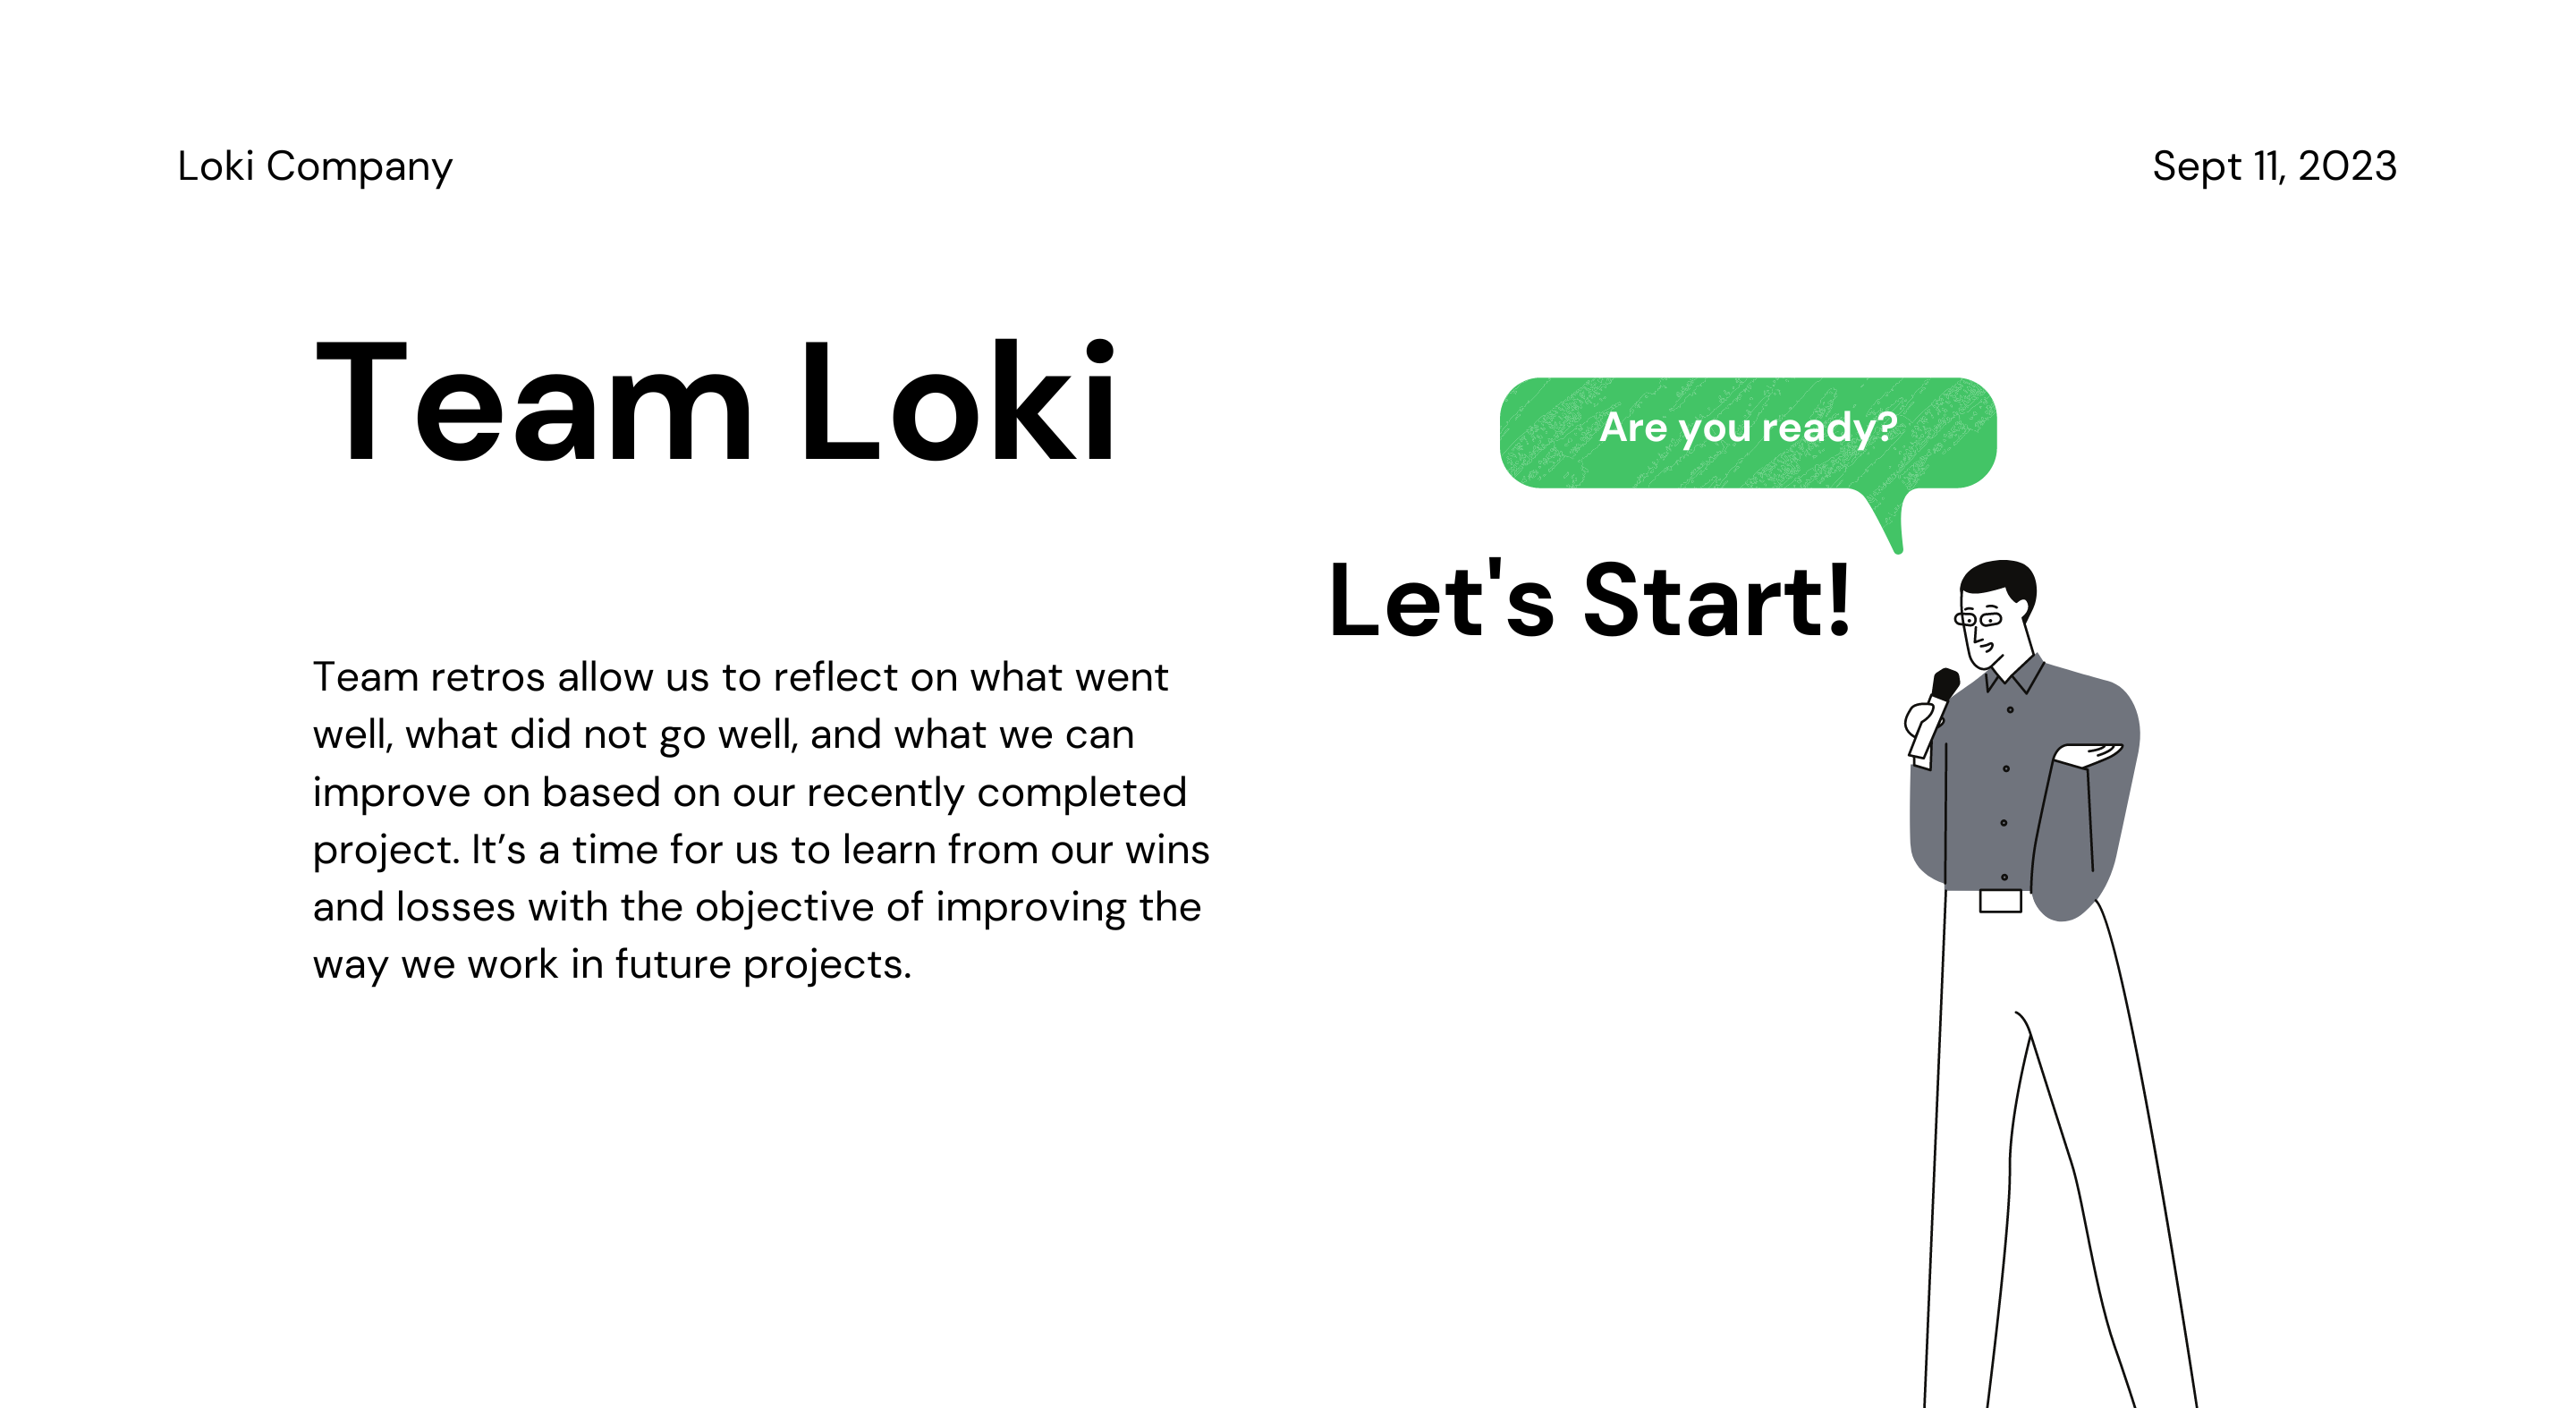 Loki Company
Sept 11, 2023
Team Loki
Are you ready?
Let's Start!
Team retros allow us to reflect on what went
well, what did not go well, and what we can
improve on based on our recently completed
project. It’s a time for us to learn from our wins
and losses with the objective of improving the
way we work in future projects.